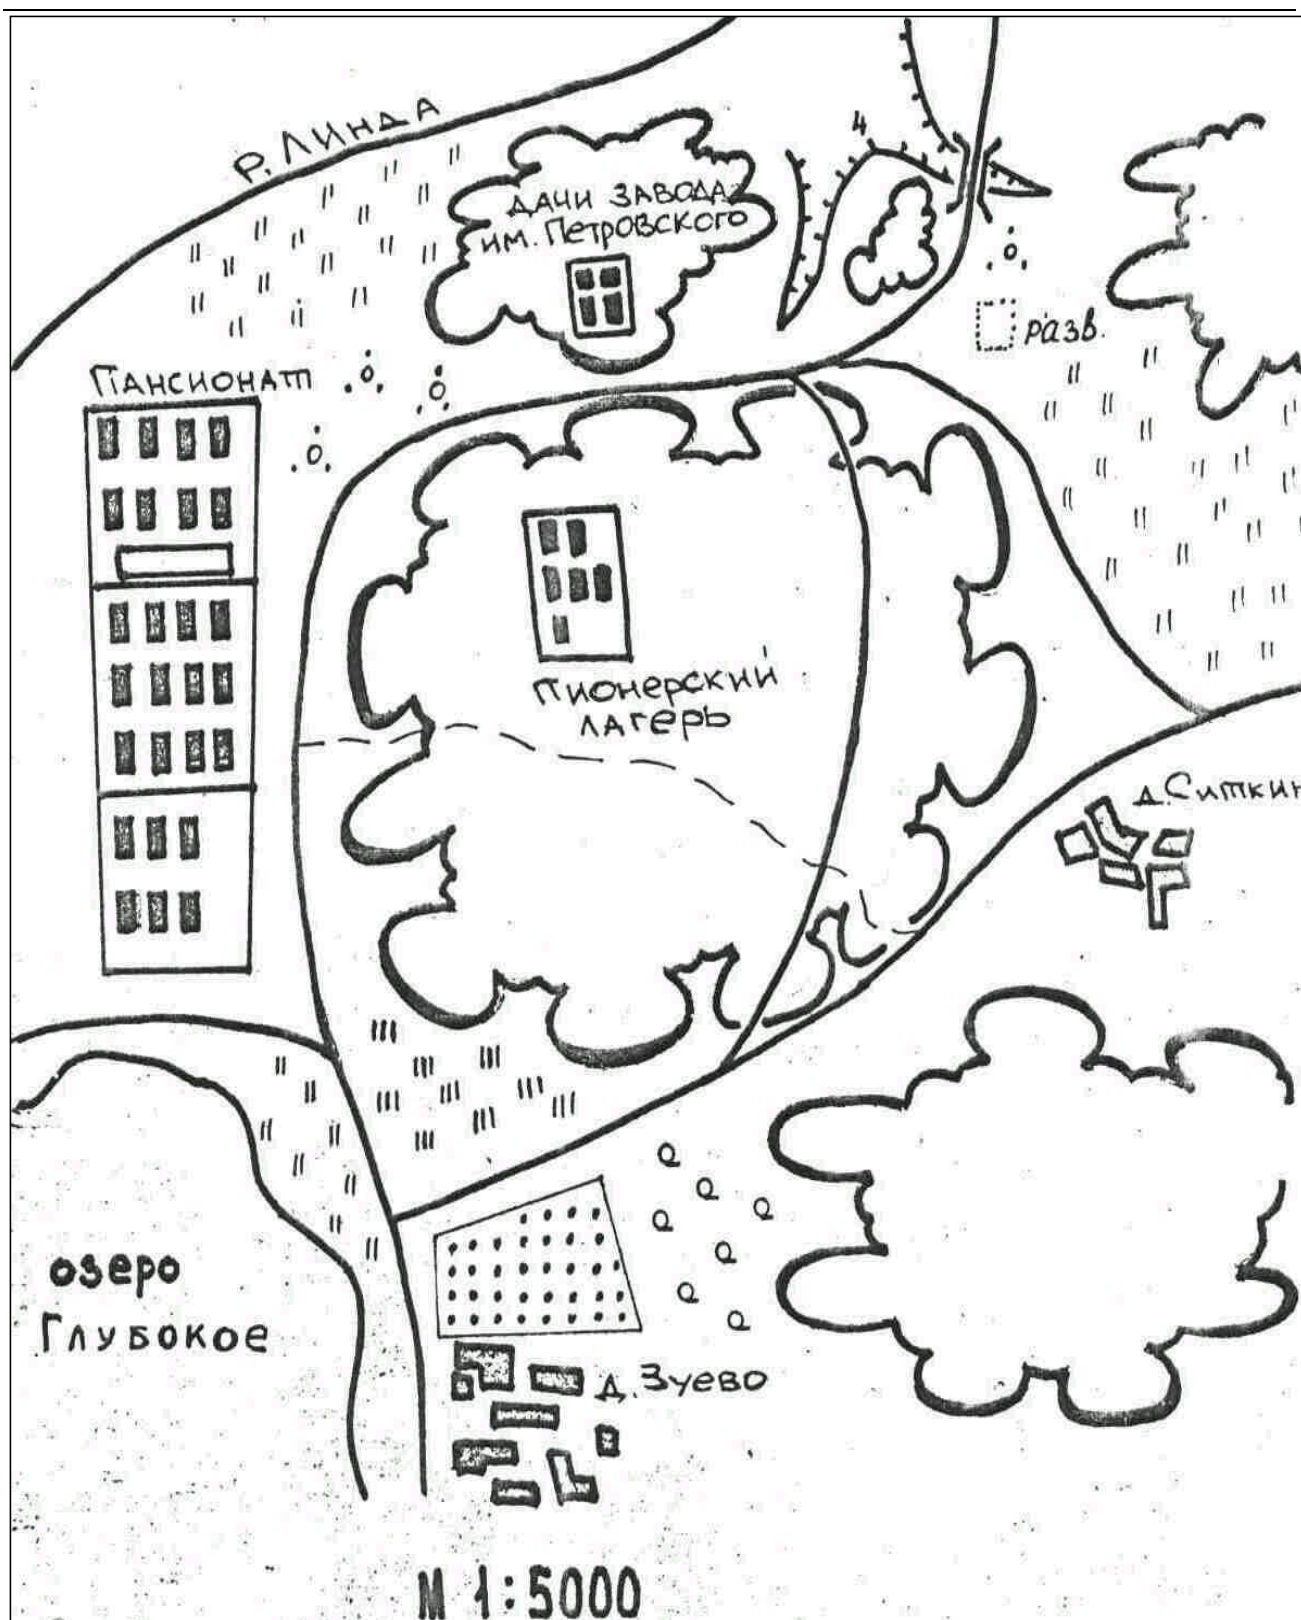 р. Линда
4
дачи завода
им. Петровского
разв.
Пансионат
Пионерский
лагерь
д. Ситкин
озеро
Глубокое
д. Зуево
М 1:5000